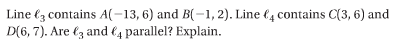 Line ℓ₃ contains A(−13, 6) and B(−1, 2). Line ℓ₄ contains C(3, 6) and
D(6, 7). Are ℓ₃ and ℓ₄ parallel? Explain.